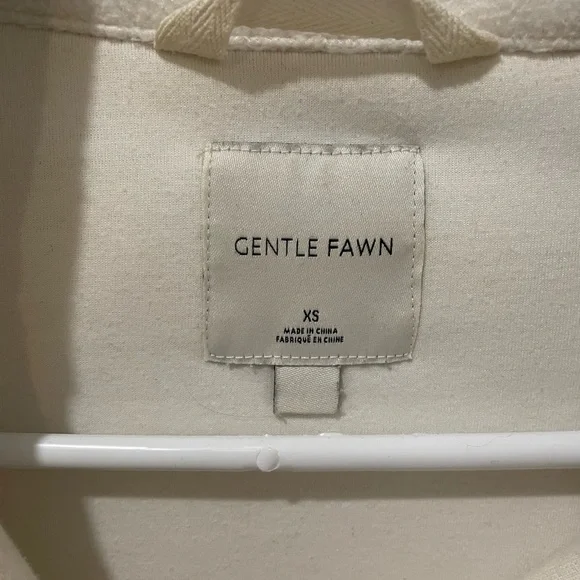 GENTLE FAWN
XS
MADE IN CHINA
FABRIQUÉ EN CHINE